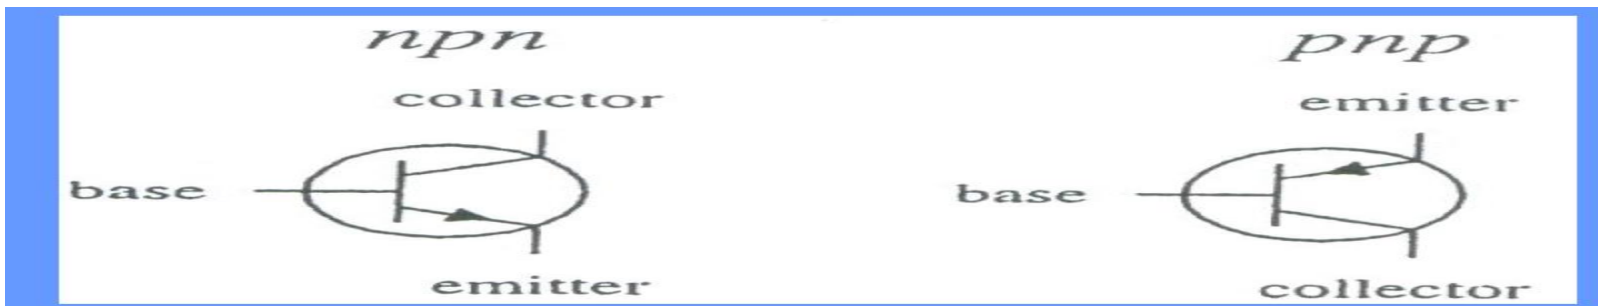 npn
collector
base
emitter
pnp
emitter
base
collector